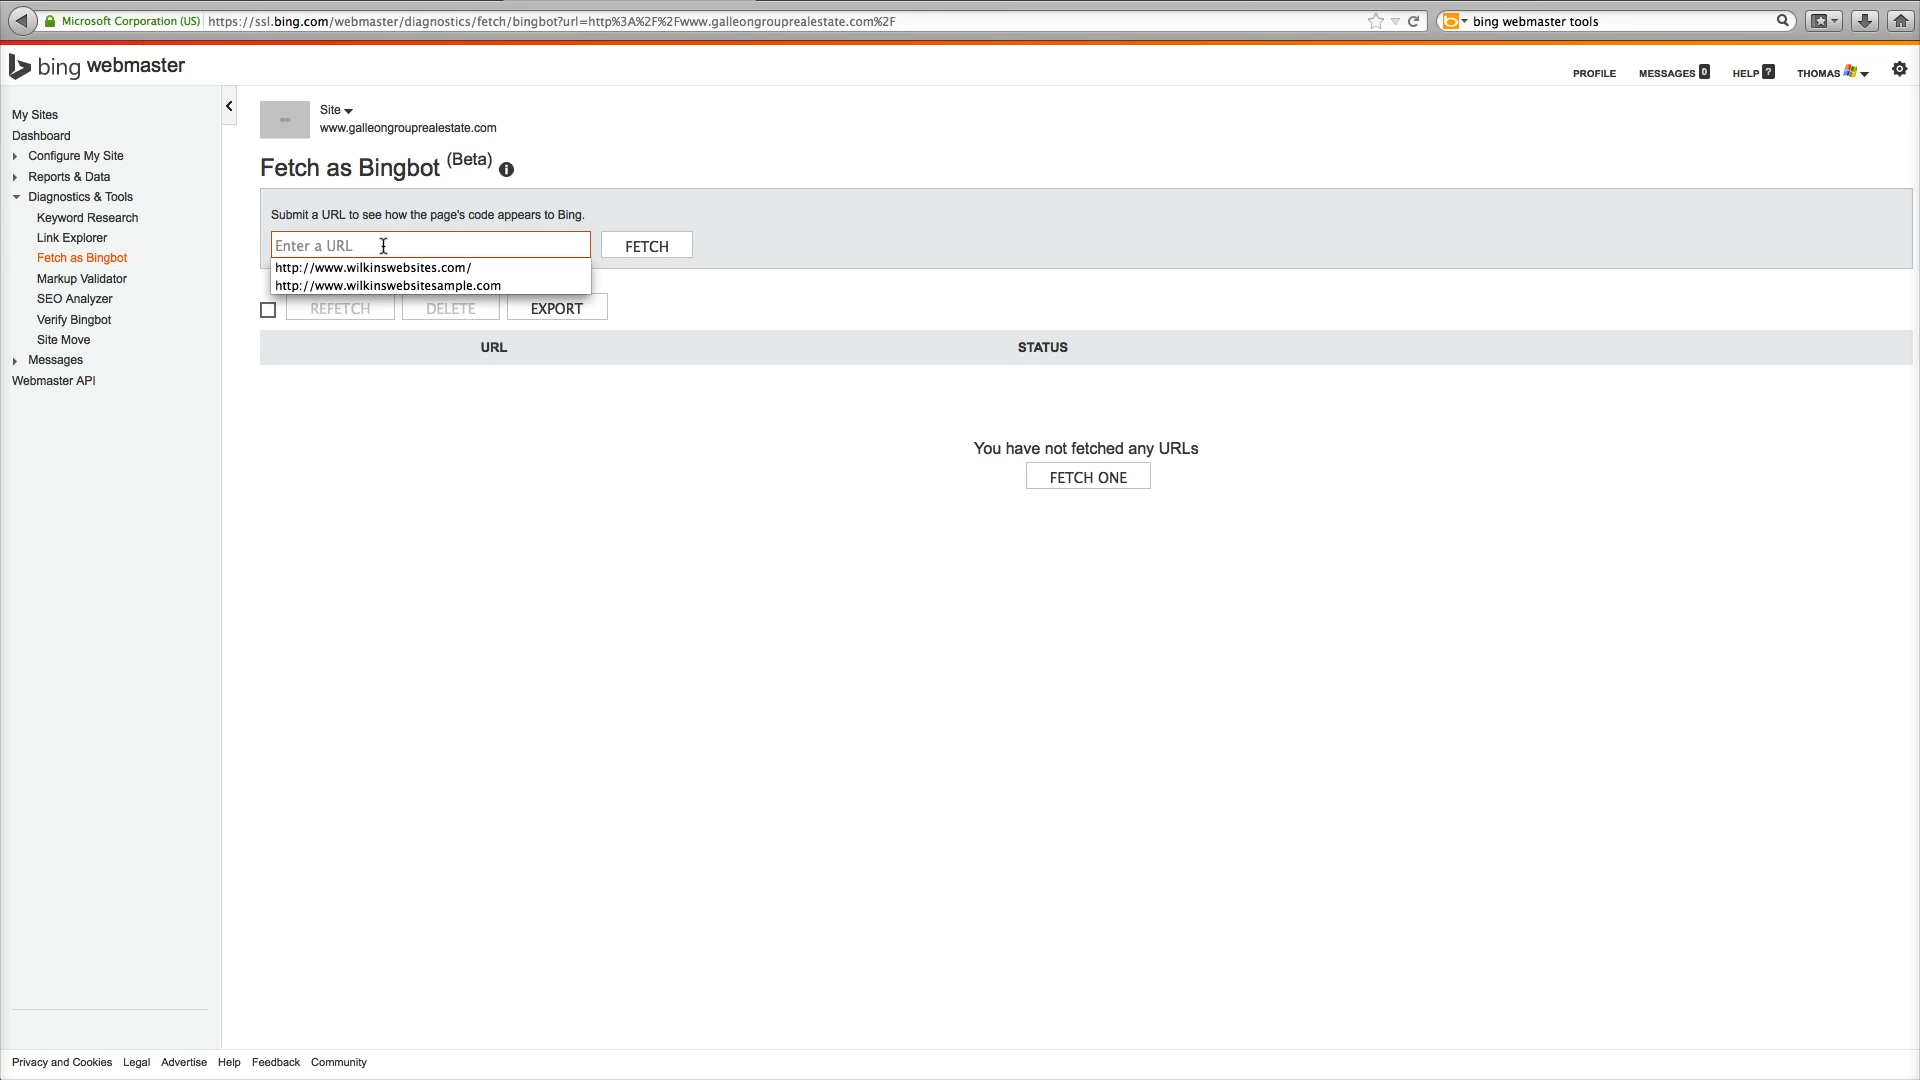 Microsoft Corporation (US)
https://ssl.bing.com/webmaster/diagnostics/fetch/bingbot?url=http%3A%2F%2Fwww.galleongrouprealestate.com%2F
bing webmaster tools
bing webmaster
PROFILE
MESSAGES 0
HELP ?
THOMAS
My Sites
Dashboard
Configure My Site
Reports & Data
Diagnostics & Tools
Keyword Research
Link Explorer
Fetch as Bingbot
Markup Validator
SEO Analyzer
Verify Bingbot
Site Move
Messages
Webmaster API
Site
www.galleongrouprealestate.com
Fetch as Bingbot (Beta)
Submit a URL to see how the page's code appears to Bing.
Enter a URL
FETCH
http://www.wilkinswebsites.com/
http://www.wilkinswebsitesample.com
REFETCH
DELETE
EXPORT
URL
STATUS
You have not fetched any URLs
FETCH ONE
Privacy and Cookies Legal Advertise Help Feedback Community